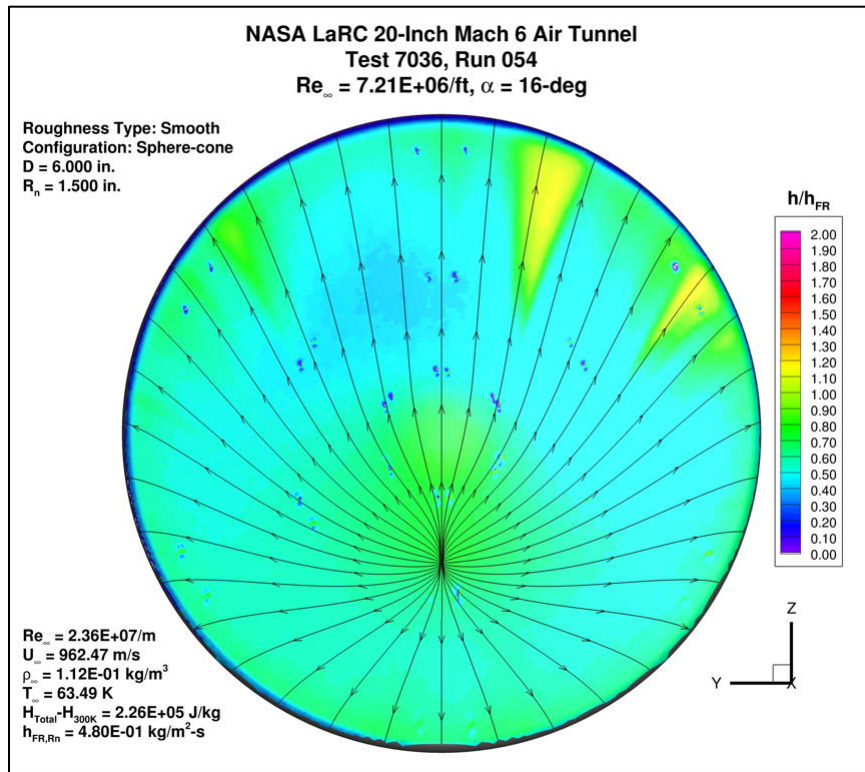 NASA LaRC 20-Inch Mach 6 Air Tunnel
Test 7036, Run 054
Re∞ = 7.21E+06/ft, α = 16-deg
Roughness Type: Smooth
Configuration: Sphere-cone
D = 6.000 in.
Rn = 1.500 in.
h/hFR
2.00
1.90
1.80
1.70
1.60
1.50
1.40
1.30
1.20
1.10
1.00
0.90
0.80
0.70
0.60
0.50
0.40
0.30
0.20
0.10
0.00
Re∞ = 2.36E+07/m
U∞ = 962.47 m/s
ρ∞ = 1.12E-01 kg/m³
T∞ = 63.49 K
HTotal-H300K = 2.26E+05 J/kg
hFR,Rn = 4.80E-01 kg/m²-s
Z
Y
X